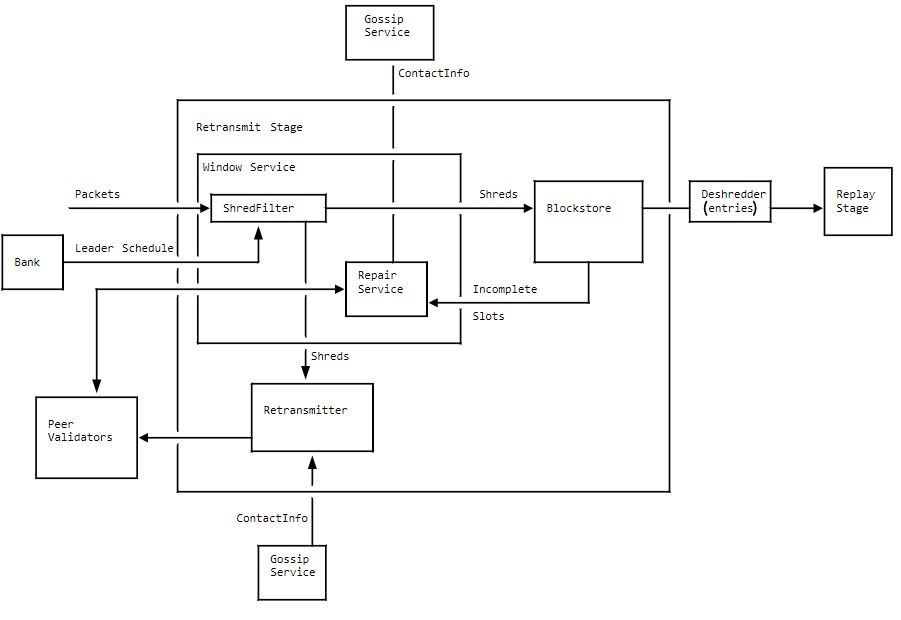 Gossip
Service
ContactInfo
Retransmit Stage
Window Service
Packets
ShredFilter
Shreds
Blockstore
Deshredder
(entries)
Replay
Stage
Leader Schedule
Bank
Repair
Service
Incomplete
Slots
Shreds
Retransmitter
Peer
Validators
ContactInfo
Gossip
Service